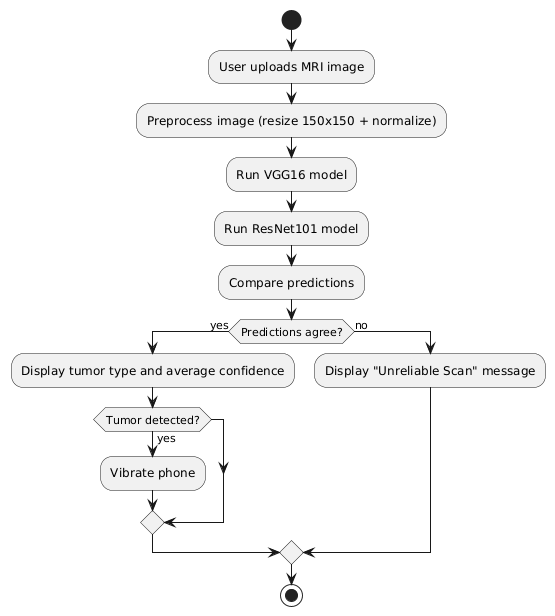 User uploads MRI image
Preprocess image (resize 150x150 + normalize)
Run VGG16 model
Run ResNet101 model
Compare predictions
yes
Predictions agree?
no
Display tumor type and average confidence
Display "Unreliable Scan" message
Tumor detected?
yes
Vibrate phone